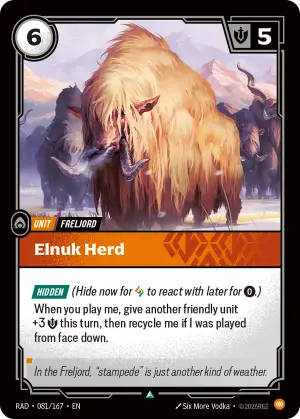 6
5
UNIT FRELJORD
Elnuk Herd
HIDDEN (Hide now for to react with later for 0.)
When you play me, give another friendly unit
+3 this turn, then recycle me if I was played
from face down.
In the Freljord, "stampede" is just another kind of weather.
RAD • 081/167 • EN Six More Vodka • ©2026RGI